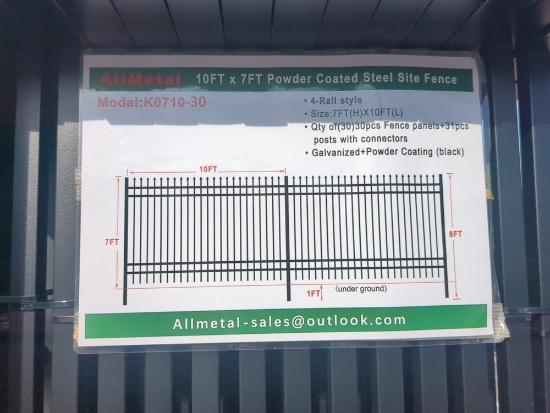 AllMetal 10FT x 7FT Powder Coated Steel Site Fence
Model:K0710-30
• 4-Rail style
• Size:7FT(H)X10FT(L)
• Qty of(30)30pcs Fence panels+31pcs
posts with connectors
• Galvanized+Powder Coating (black)
10FT
7FT
8FT
1FT
(under ground)
Allmetal-sales@outlook.com